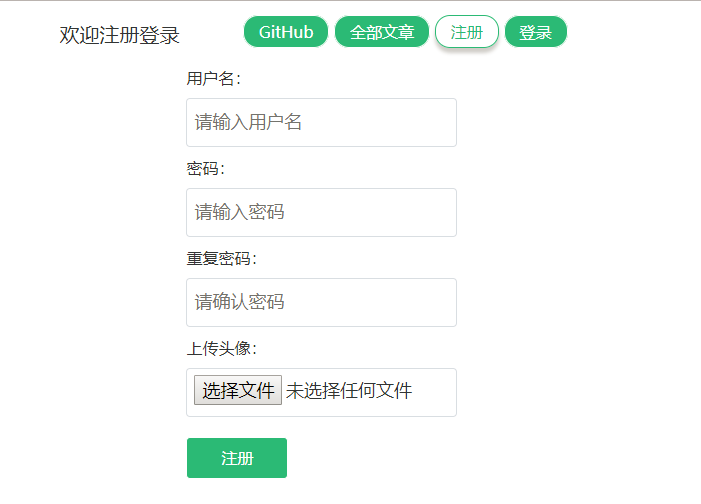 欢迎注册登录 GitHub 全部文章 注册 登录
用户名:
请输入用户名
密码:
请输入密码
重复密码:
请确认密码
上传头像:
选择文件 未选择任何文件
注册